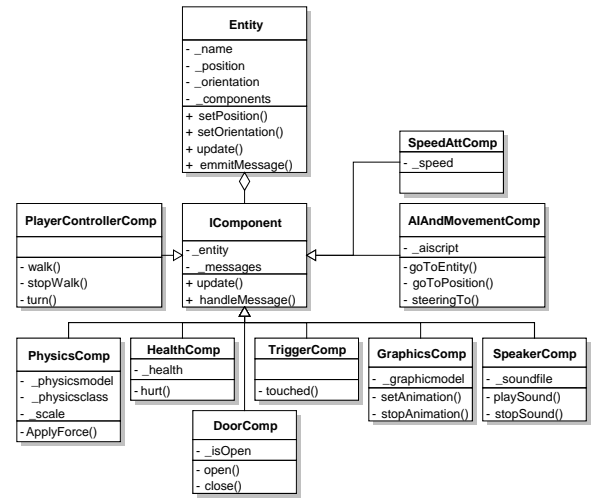 Entity
- _name
- _position
- _orientation
- _components
+ setPosition()
+ setOrientation()
+ update()
+ emmitMessage()
SpeedAttComp
- _speed
PlayerControllerComp
- walk()
- stopWalk()
- turn()
IComponent
- _entity
- _messages
+ update()
+ handleMessage()
AIAndMovementComp
- _aiscript
- goToEntity()
- goToPosition()
- steeringTo()
PhysicsComp
- _physicsmodel
- _physicsclass
- _scale
- ApplyForce()
HealthComp
- _health
- hurt()
TriggerComp
- touched()
GraphicsComp
- _graphicmodel
- setAnimation()
- stopAnimation()
SpeakerComp
- _soundfile
- playSound()
- stopSound()
DoorComp
- _isOpen
- open()
- close()